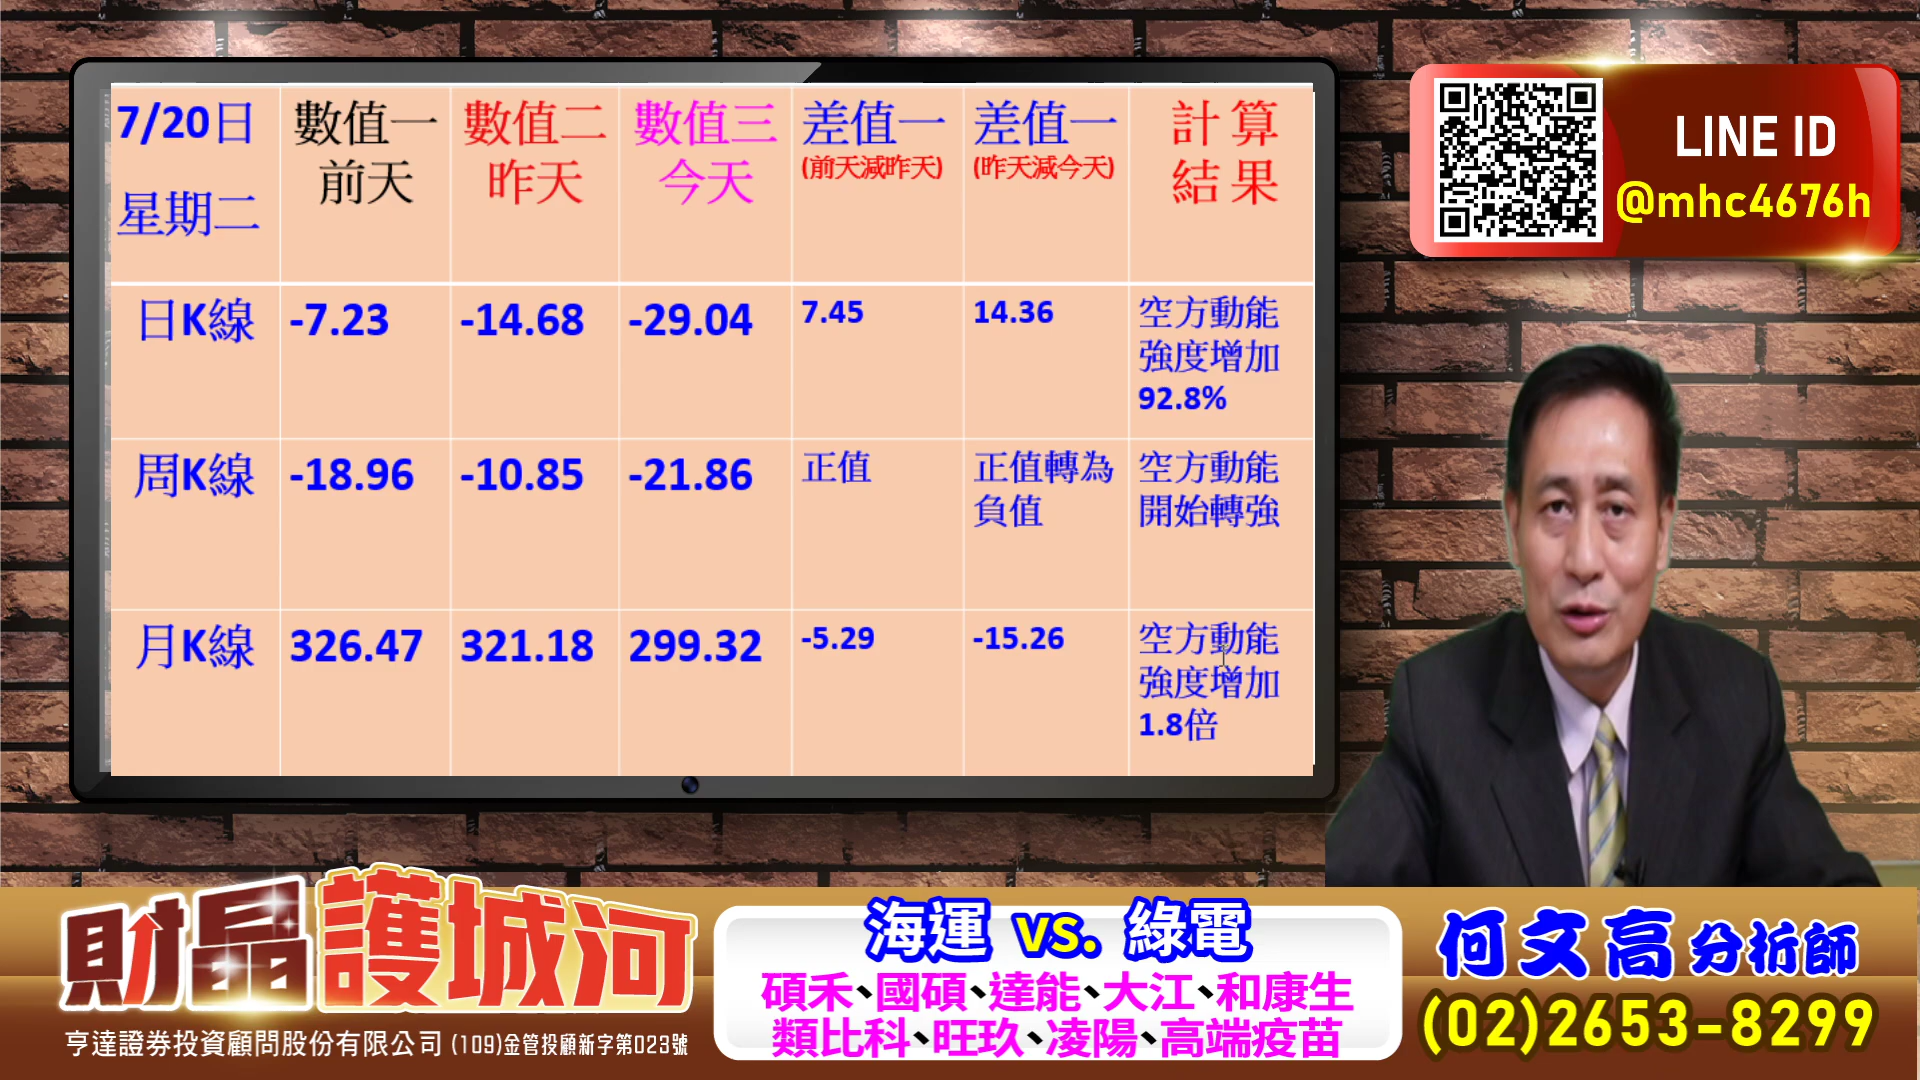 7/20日
星期二
數值一
前天
數值二
昨天
數值三
今天
差值一
(前天減昨天)
差值一
(昨天減今天)
計算
結果
日K線
-7.23
-14.68
-29.04
7.45
14.36
空方動能
強度增加
92.8%
周K線
-18.96
-10.85
-21.86
正值
正值轉為
負值
空方動能
開始轉強
月K線
326.47
321.18
299.32
-5.29
-15.26
空方動能
強度增加
1.8倍
LINE ID
@mhc4676h
財晶護城河
亨達證券投資顧問股份有限公司 (109)金管投顧新字第023號
海運 vs. 綠電
碩禾、國碩、達能、大江、和康生
類比科、旺玖、凌陽、高端疫苗
何文高分析師
(02)2653-8299